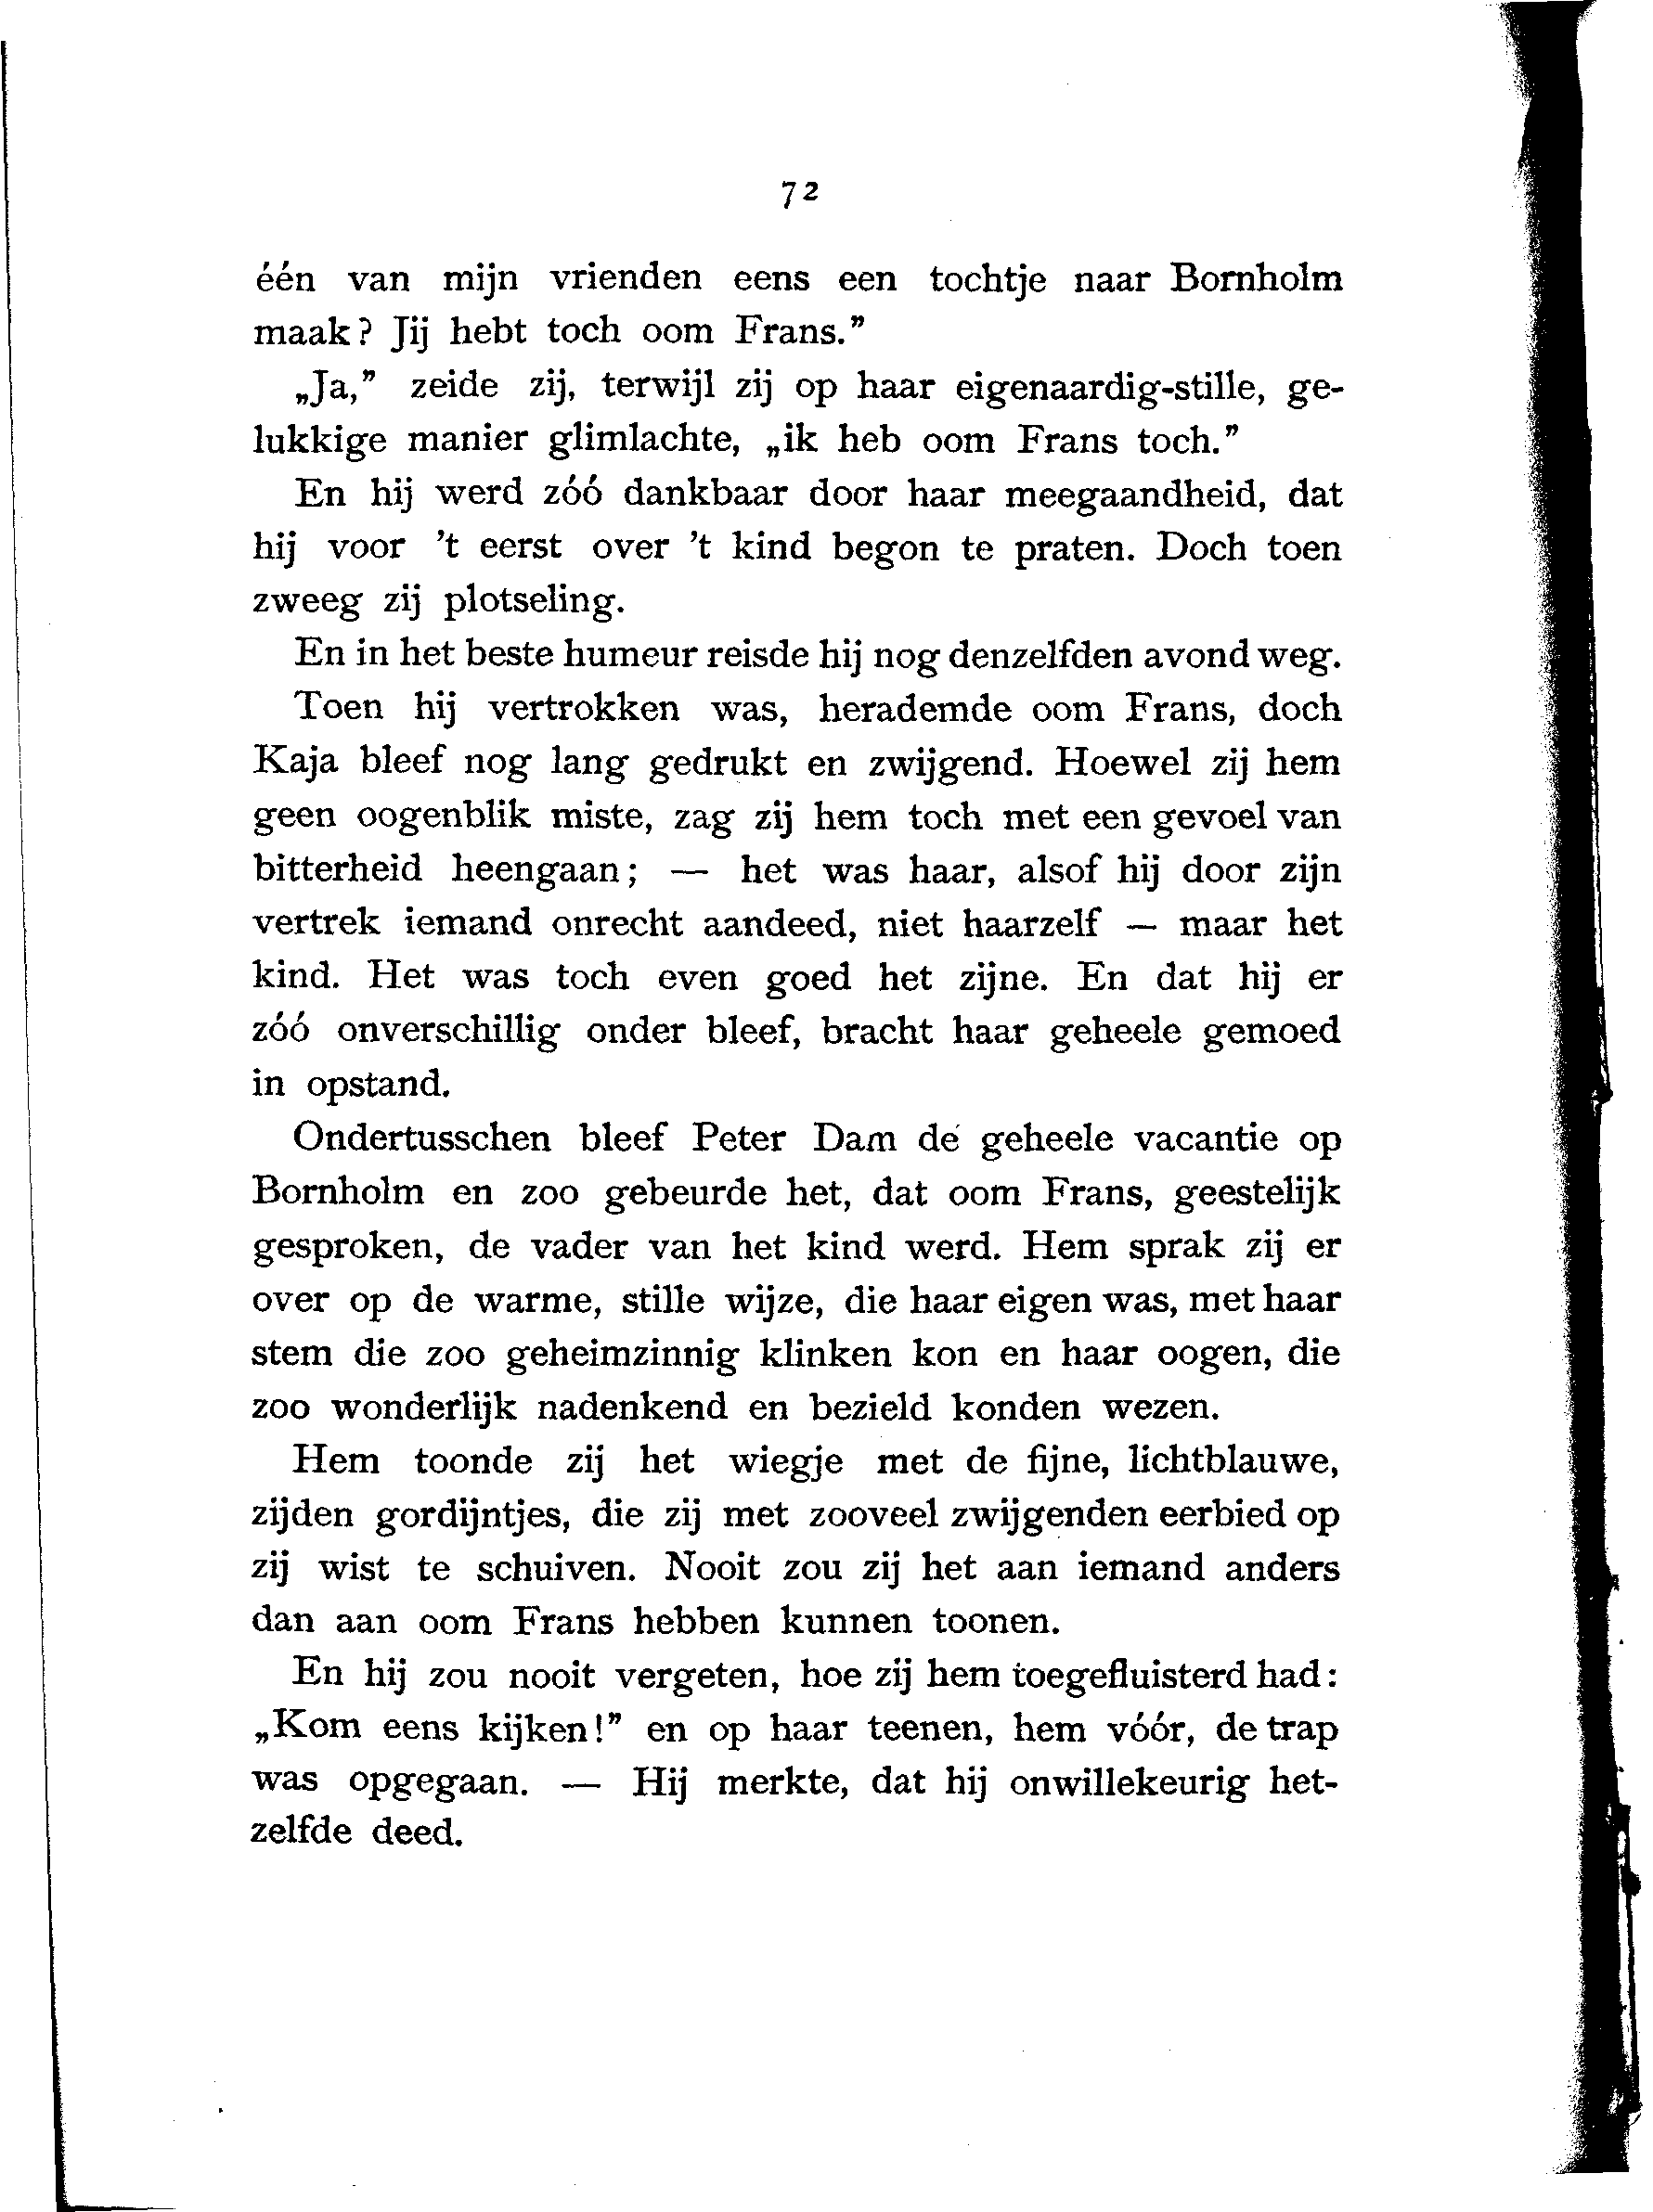 72
één van mijn vrienden eens een tochtje naar Bornholm
maak? Jij hebt toch oom Frans.”
„Ja,” zeide zij, terwijl zij op haar eigenaardig-stille, ge-
lukkige manier glimlachte, „ik heb oom Frans toch.”
En hij werd zóó dankbaar door haar meegaandheid, dat
hij voor ’t eerst over ’t kind begon te praten. Doch toen
zweeg zij plotseling.
En in het beste humeur reisde hij nog denzelfden avond weg.
Toen hij vertrokken was, herademde oom Frans, doch
Kaja bleef nog lang gedrukt en zwijgend. Hoewel zij hem
geen oogenblik miste, zag zij hem toch met een gevoel van
bitterheid heengaan; — het was haar, alsof hij door zijn
vertrek iemand onrecht aandeed, niet haarzelf — maar het
kind. Het was toch even goed het zijne. En dat hij er
zóó onverschillig onder bleef, bracht haar geheele gemoed
in opstand.
Ondertusschen bleef Peter Dam de geheele vacantie op
Bornholm en zoo gebeurde het, dat oom Frans, geestelijk
gesproken, de vader van het kind werd. Hem sprak zij er
over op de warme, stille wijze, die haar eigen was, met haar
stem die zoo geheimzinnig klinken kon en haar oogen, die
zoo wonderlijk nadenkend en bezield konden wezen.
Hem toonde zij het wiegje met de fijne, lichtblauwe,
zijden gordijntjes, die zij met zooveel zwijgenden eerbied op
zij wist te schuiven. Nooit zou zij het aan iemand anders
dan aan oom Frans hebben kunnen toonen.
En hij zou nooit vergeten, hoe zij hem toegefluisterd had:
„Kom eens kijken!” en op haar teenen, hem vóór, de trap
was opgegaan. — Hij merkte, dat hij onwillekeurig het-
zelfde deed.